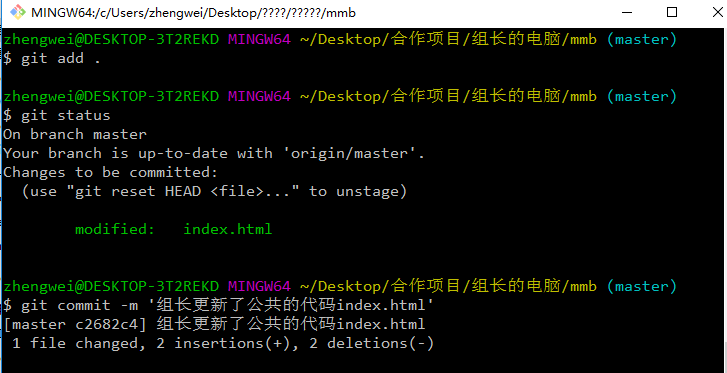 MINGW64:/c/Users/zhengwei/Desktop/????/?????/mmb
zhengwei@DESKTOP-3T2REKD MINGW64 ~/Desktop/合作项目/组长的电脑/mmb (master)
$ git add .
zhengwei@DESKTOP-3T2REKD MINGW64 ~/Desktop/合作项目/组长的电脑/mmb (master)
$ git status
On branch master
Your branch is up-to-date with 'origin/master'.
Changes to be committed:
  (use "git reset HEAD <file>..." to unstage)
        modified:   index.html
zhengwei@DESKTOP-3T2REKD MINGW64 ~/Desktop/合作项目/组长的电脑/mmb (master)
$ git commit -m '组长更新了公共的代码index.html'
[master c2682c4] 组长更新了公共的代码index.html
 1 file changed, 2 insertions(+), 2 deletions(-)